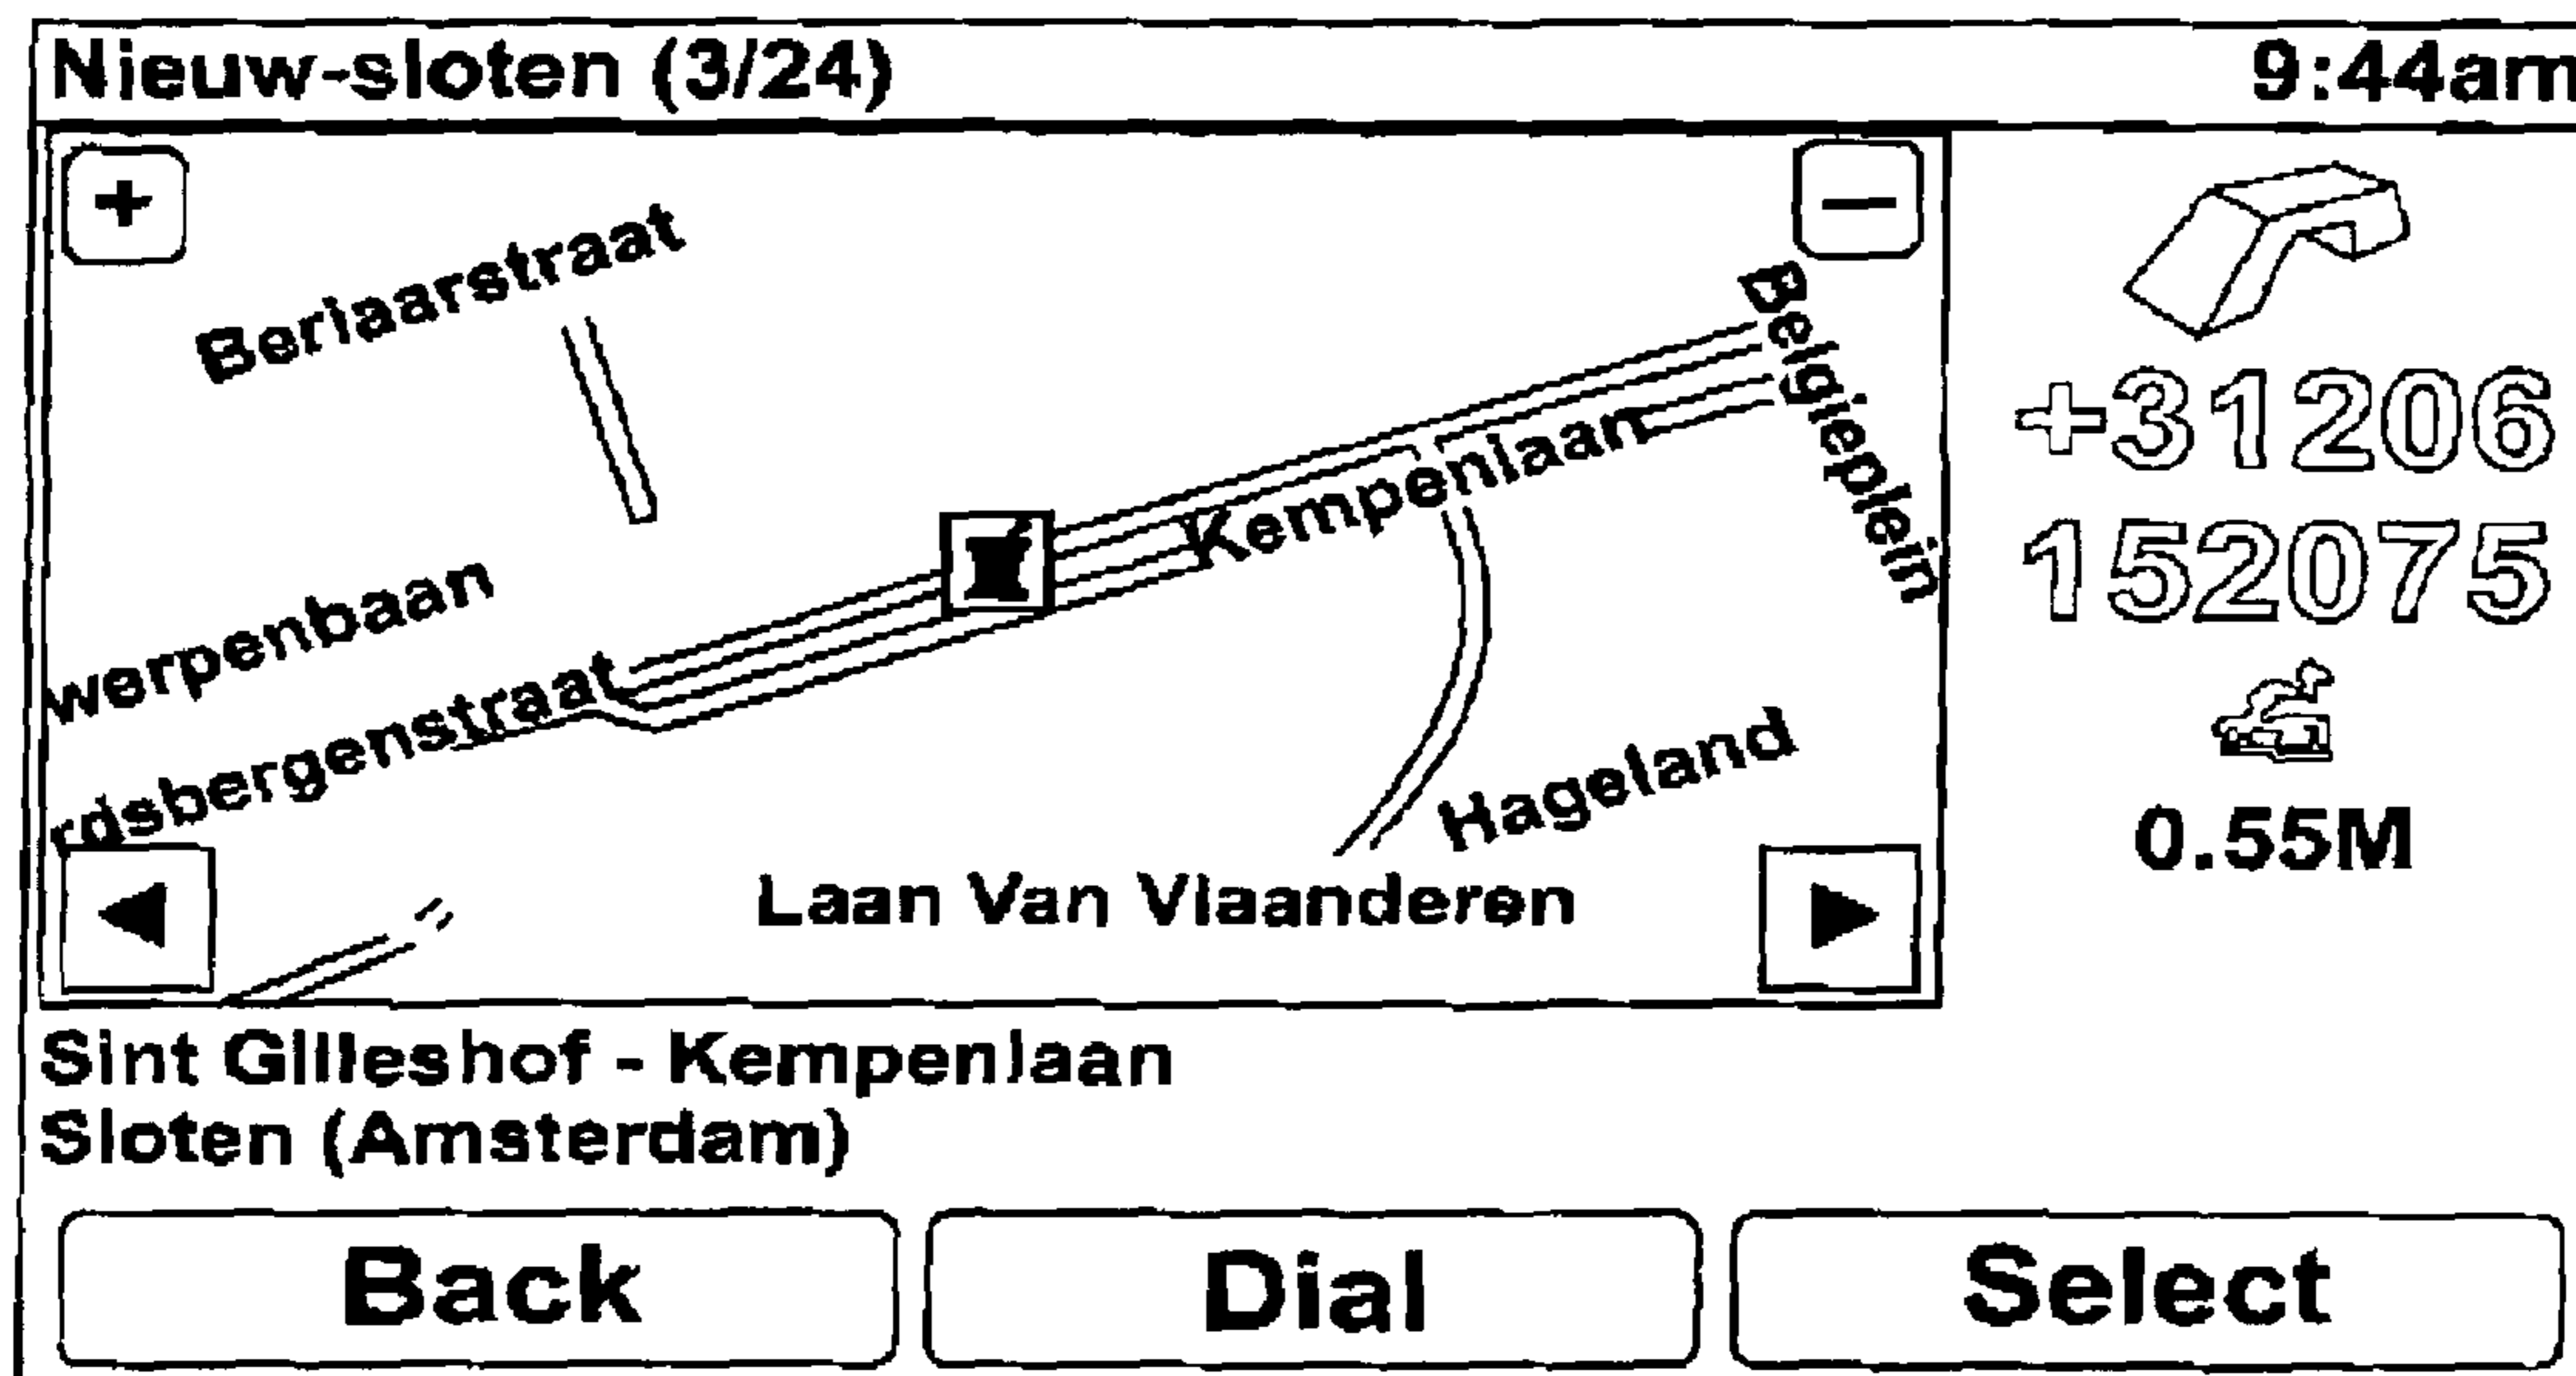 Nieuw-sloten (3/24)
9:44am
+
—
Berlaarstraat
Belgieplein
Kempenlaan
werpenbaan
rdsbergenstraat
Hageland
Laan Van Vlaanderen
+31206
152075
0.55M
Sint Gilleshof - Kempenlaan
Sloten (Amsterdam)
Back
Dial
Select